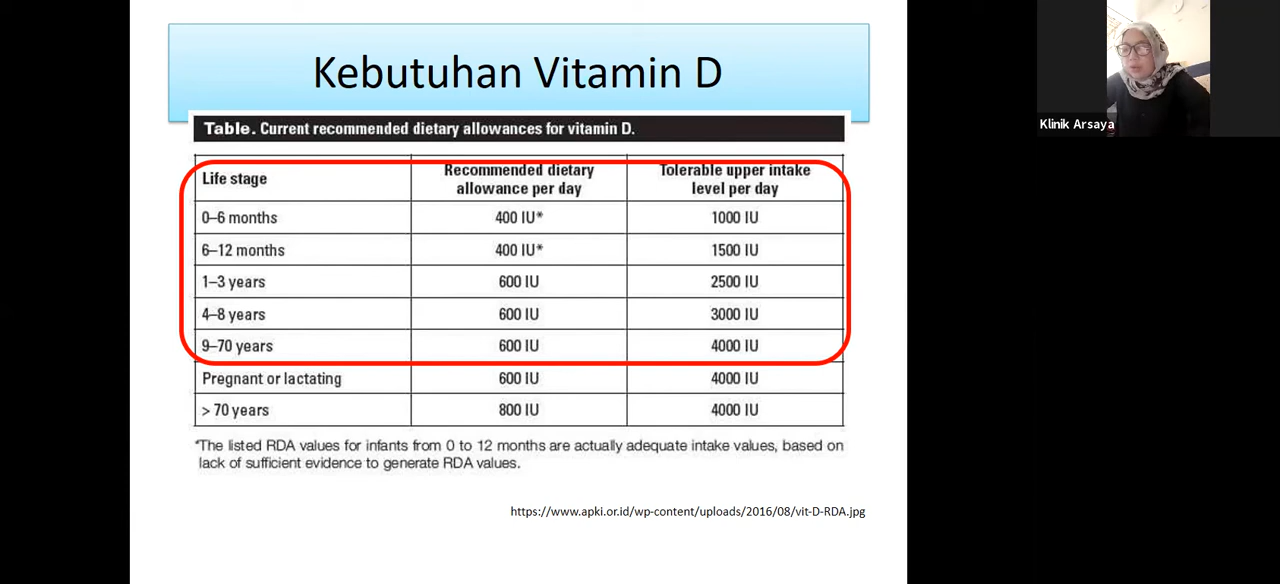 Kebutuhan Vitamin D
Klinik Arsaya
Table. Current recommended dietary allowances for vitamin D.
Life stage Recommended dietary allowance per day Tolerable upper intake level per day
0–6 months 400 IU* 1000 IU
6–12 months 400 IU* 1500 IU
1–3 years 600 IU 2500 IU
4–8 years 600 IU 3000 IU
9–70 years 600 IU 4000 IU
Pregnant or lactating 600 IU 4000 IU
> 70 years 800 IU 4000 IU
*The listed RDA values for infants from 0 to 12 months are actually adequate intake values, based on
lack of sufficient evidence to generate RDA values.
https://www.apki.or.id/wp-content/uploads/2016/08/vit-D-RDA.jpg